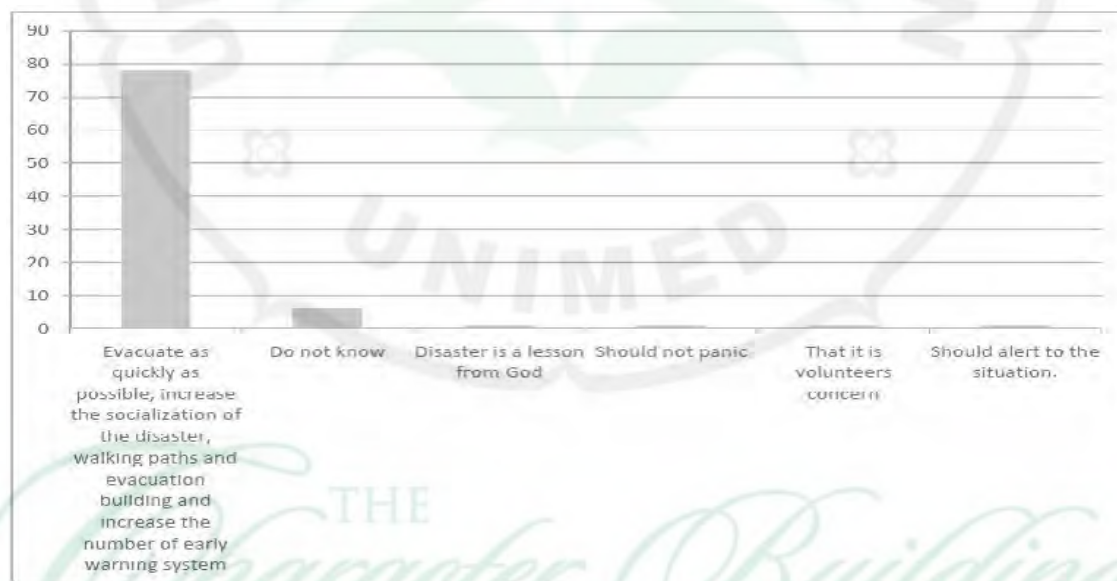 90
80
70
60
50
40
30
20
10
0
Evacuate as
quickly as
possible, increase
the socialization of
the disaster,
walking paths and
evacuation
building and
increase the
number of early
warning system
Do not know
Disaster is a lesson
from God
Should not panic
That it is
volunteers
concern
Should alert to the
situation.
UNIMED
THE
Character Building